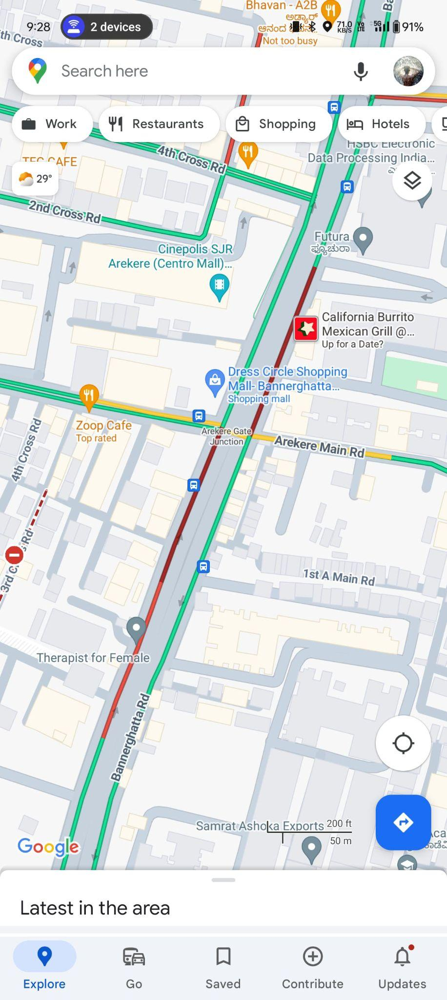 Bhavan - A2B
ಅಡ್ಯಾರ್
ಆನಂದ
Not too busy
Ba
9:28
2 devices
71.0
KB/S
Vo
LTE
5G
91%
th Cross
Search here
Work
Restaurants
Shopping
Hotels
TEC CAFE
29°
4th Cross Rd
HSBC Electronic
Data Processing India...
2nd Cross Rd
Futura
ಫ್ಯೂಚುರಾ
Cinepolis SJR
Arekere (Centro Mall)...
California Burrito
Mexican Grill @...
Up for a Date?
Dress Circle Shopping
Mall- Bannerghatta...
Shopping mall
Zoop Cafe
Top rated
Arekere Gate
Junction
Arekere Main Rd
4th Cross Rd
3rd C
s Rd
1st A Main Rd
Therapist for Female
Bannerghatta Rd
Samrat Ashoka Exports
200 ft
50 m
Aca
Google
Latest in the area
Explore
Go
Saved
Contribute
Updates